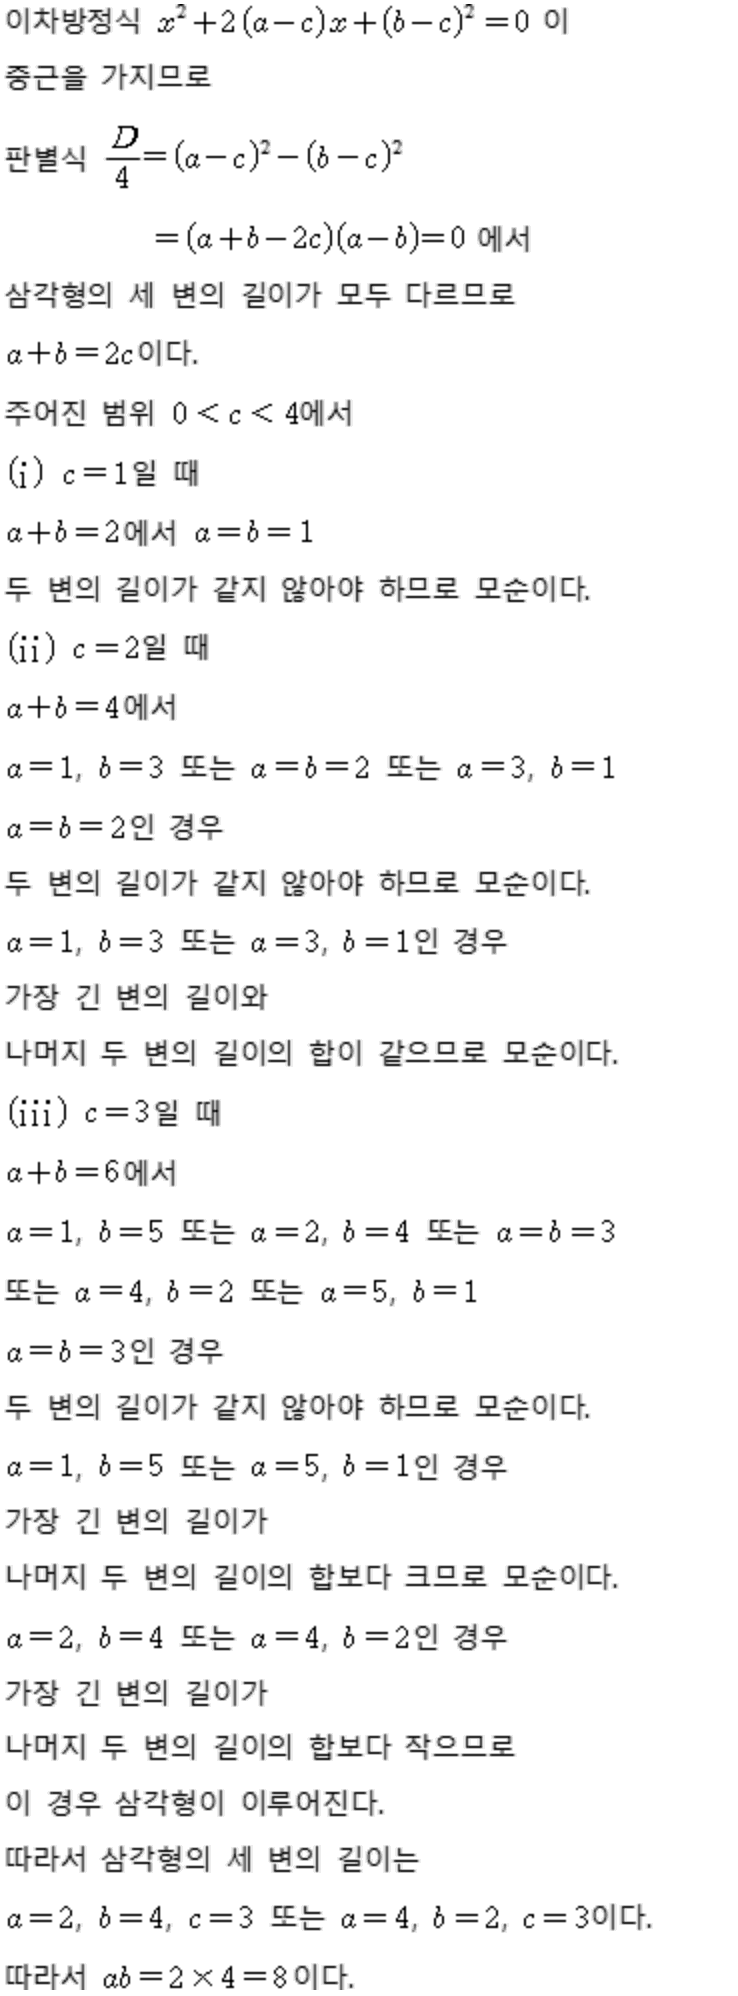 이차방정식 x²+2(a-c)x+(b-c)²=0 이
중근을 가지므로
판별식 D/4=(a-c)²-(b-c)²
=(a+b-2c)(a-b)=0 에서
삼각형의 세 변의 길이가 모두 다르므로
a+b=2c이다.
주어진 범위 0<c<4에서
(i) c=1일 때
a+b=2에서 a=b=1
두 변의 길이가 같지 않아야 하므로 모순이다.
(ii) c=2일 때
a+b=4에서
a=1, b=3 또는 a=b=2 또는 a=3, b=1
a=b=2인 경우
두 변의 길이가 같지 않아야 하므로 모순이다.
a=1, b=3 또는 a=3, b=1인 경우
가장 긴 변의 길이와
나머지 두 변의 길이의 합이 같으므로 모순이다.
(iii) c=3일 때
a+b=6에서
a=1, b=5 또는 a=2, b=4 또는 a=b=3
또는 a=4, b=2 또는 a=5, b=1
a=b=3인 경우
두 변의 길이가 같지 않아야 하므로 모순이다.
a=1, b=5 또는 a=5, b=1인 경우
가장 긴 변의 길이가
나머지 두 변의 길이의 합보다 크므로 모순이다.
a=2, b=4 또는 a=4, b=2인 경우
가장 긴 변의 길이가
나머지 두 변의 길이의 합보다 작으므로
이 경우 삼각형이 이루어진다.
따라서 삼각형의 세 변의 길이는
a=2, b=4, c=3 또는 a=4, b=2, c=3이다.
따라서 ab=2×4=8이다.